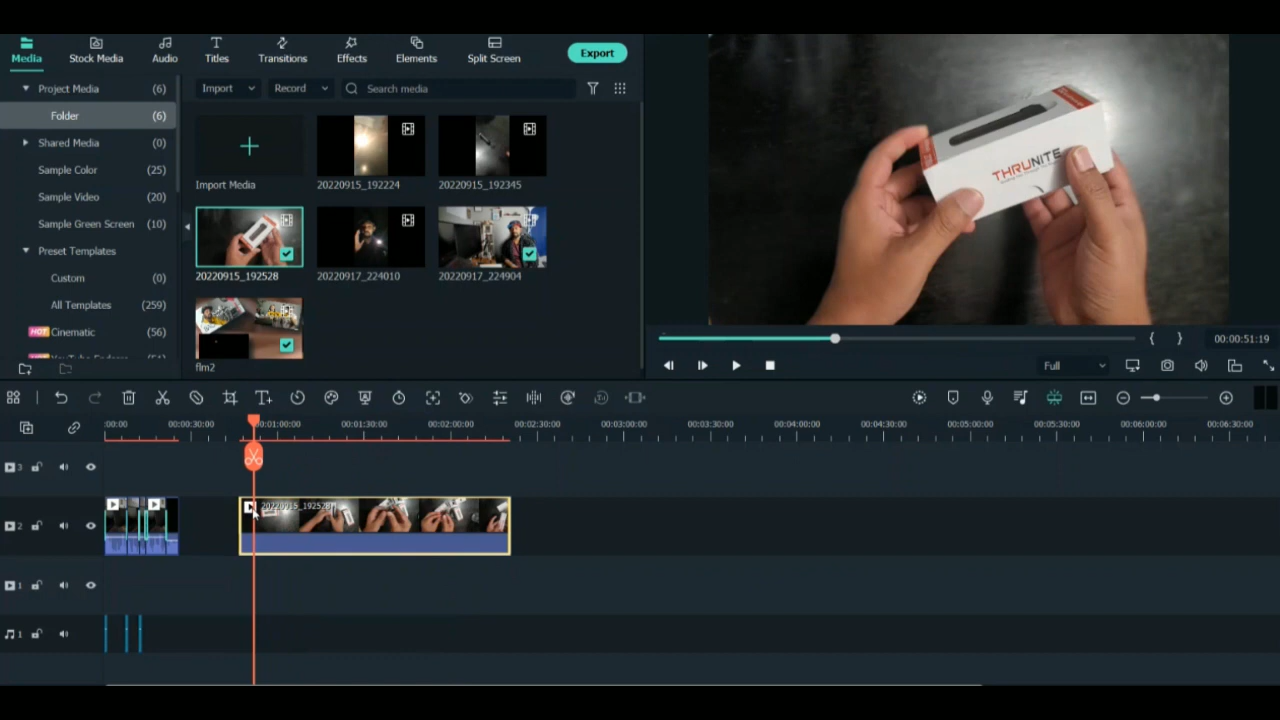 Media Stock Media Audio Titles Transitions Effects Elements Split Screen Export
Project Media (6)
Folder (6)
Shared Media (0)
Sample Color (25)
Sample Video (20)
Sample Green Screen (10)
Preset Templates
Custom (0)
All Templates (259)
HOT Cinematic (56)
Import Record Search media
Import Media 20220915_192224 20220915_192345
20220915_192528 20220917_224010 20220917_224904
flm2
THRUNITE
{ } 00:00:51:19
Full
:00:00 00:00:30:00 00:01:00:00 00:01:30:00 00:02:00:00 00:02:30:00 00:03:00:00 00:03:30:00 00:04:00:00 00:04:30:00 00:05:00:00 00:05:30:00 00:06:00:00 00:06:30:00
3
2 20220915_192528
1
1